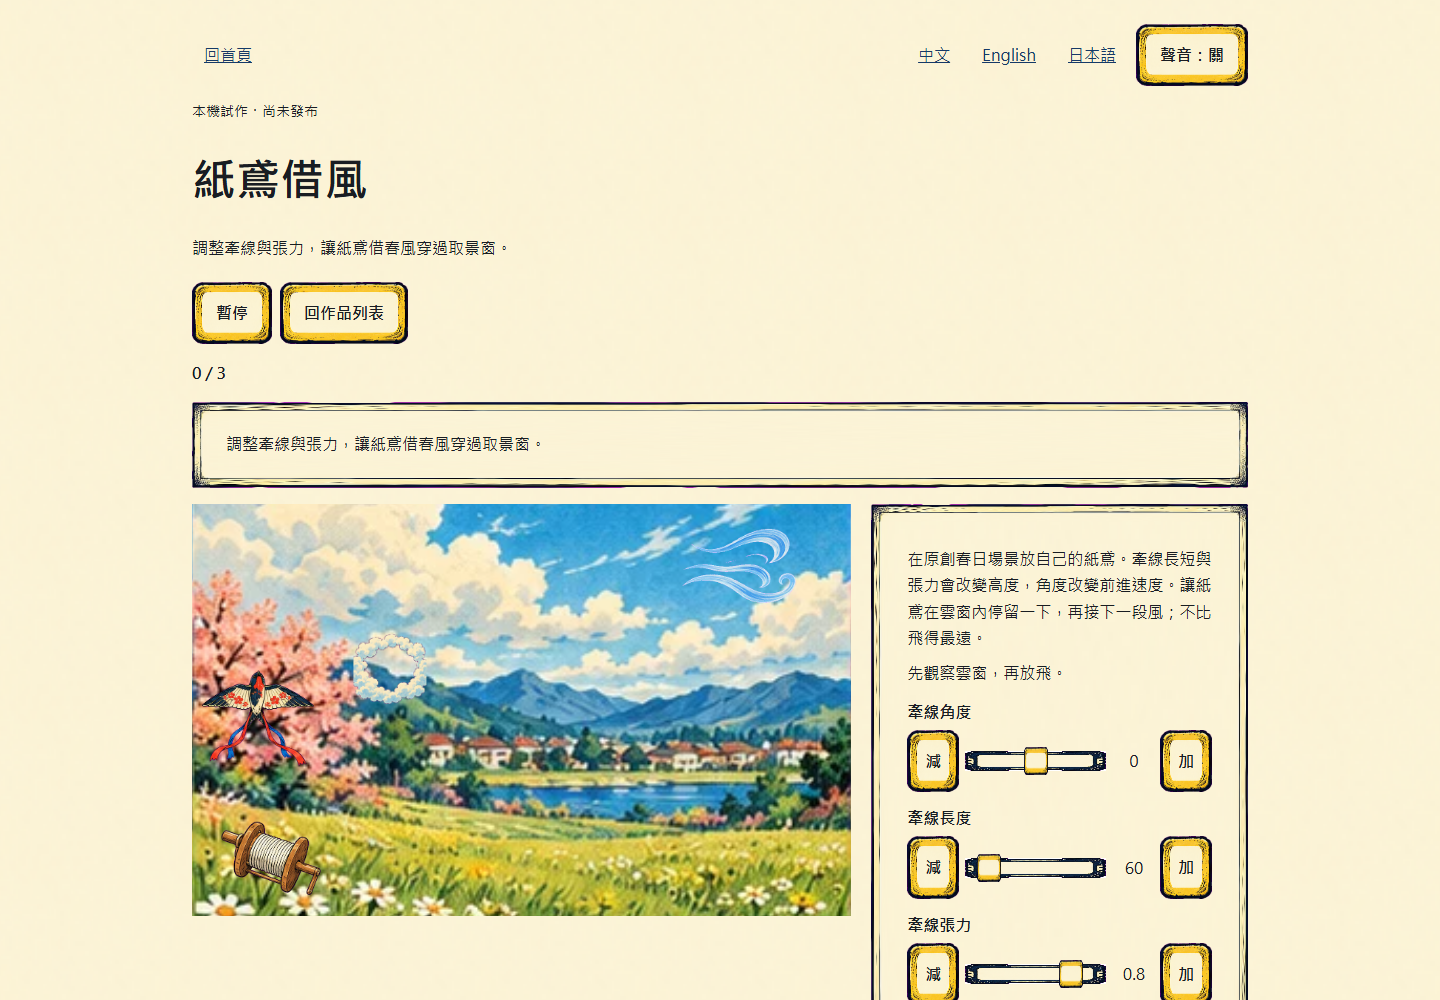 回首頁
中文 English 日本語 聲音：關
本機試作・尚未發布
紙鳶借風
調整牽線與張力，讓紙鳶借春風穿過取景窗。
暫停 回作品列表
0 / 3
調整牽線與張力，讓紙鳶借春風穿過取景窗。
在原創春日場景放自己的紙鳶。牽線長短與
張力會改變高度，角度改變前進速度。讓紙
鳶在雲窗內停留一下，再接下一段風；不比
飛得最遠。
先觀察雲窗，再放飛。
牽線角度
減 0 加
牽線長度
減 60 加
牽線張力
減 0.8 加